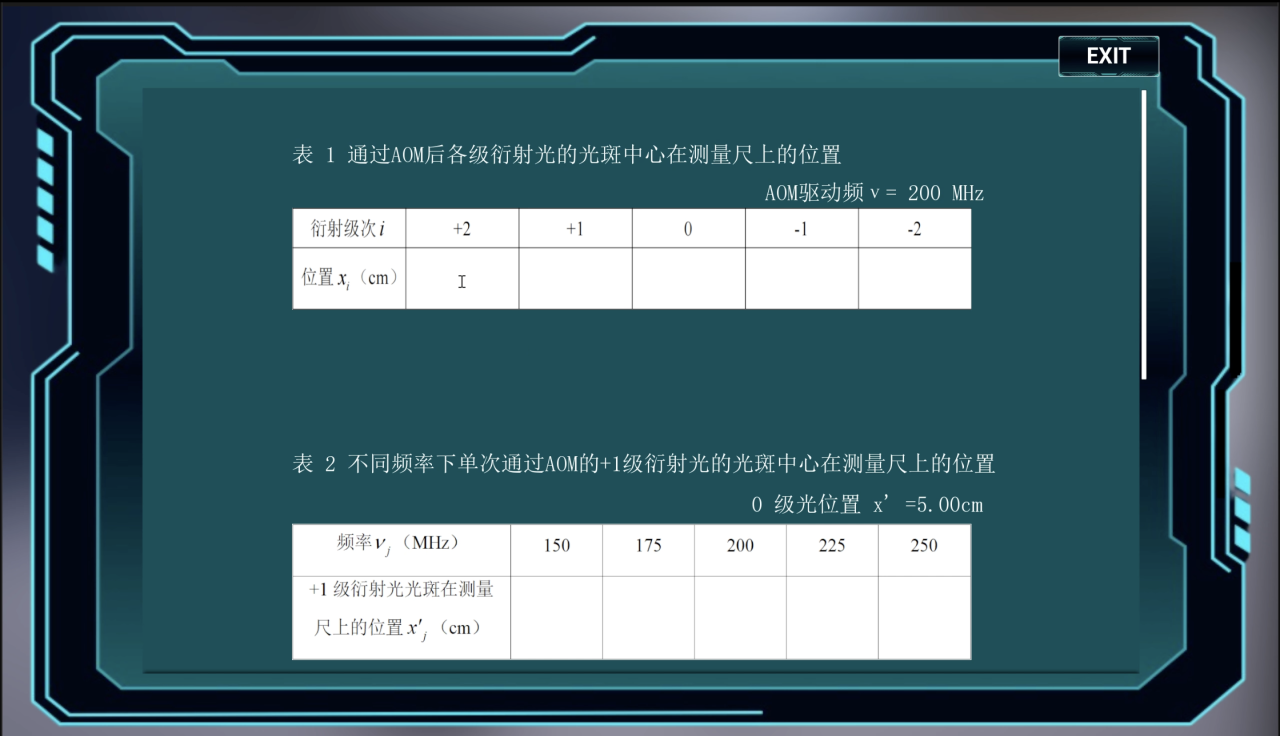 EXIT
表 1 通过AOM后各级衍射光的光斑中心在测量尺上的位置
AOM驱动频 ν = 200 MHz
衍射级次 i +2 +1 0 -1 -2
位置 xi (cm)
表 2 不同频率下单次通过AOM的+1级衍射光的光斑中心在测量尺上的位置
0 级光位置 x' =5.00cm
频率 νj (MHz) 150 175 200 225 250
+1 级衍射光光斑在测量
尺上的位置 x′j (cm)